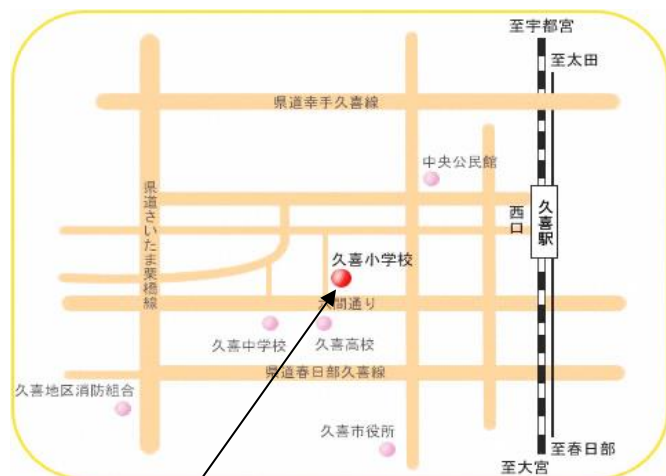 至宇都宮
至太田
県道幸手久喜線
中央公民館
県道さいたま栗橋線
西口
久喜駅
久喜小学校
間通り
久喜中学校
久喜高校
県道春日部久喜線
久喜地区消防組合
久喜市役所
至春日部
至大宮